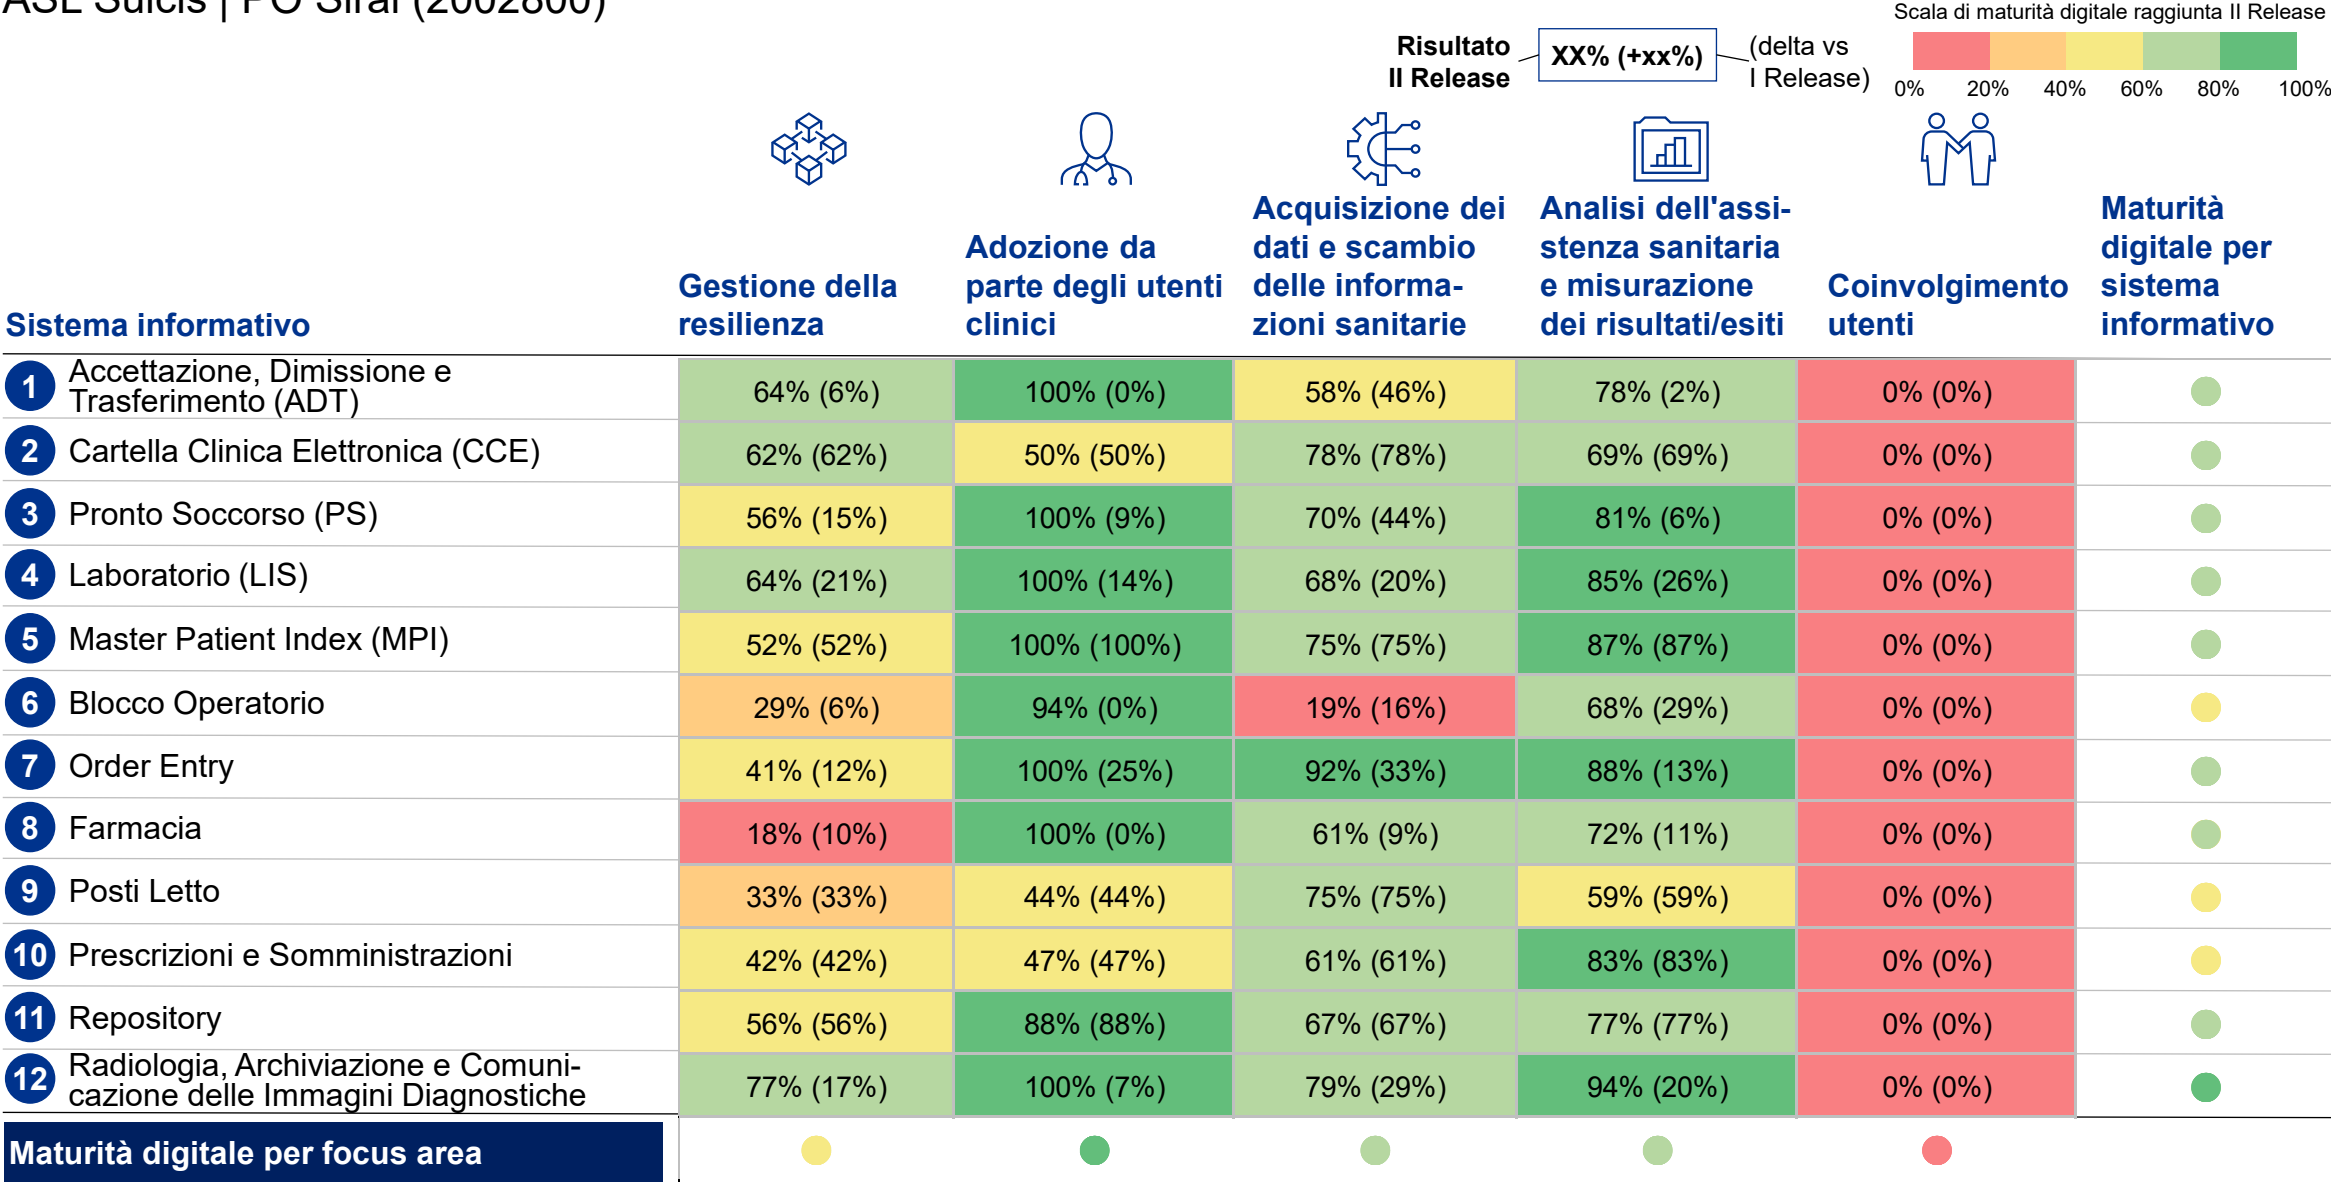 ASL Sulcis | PO Sirai (2002800)
Scala di maturità digitale raggiunta II Release
Risultato
II Release
XX% (+xx%)
(delta vs
I Release)
0% 20% 40% 60% 80% 100%
Sistema informativo
Gestione della
resilienza
Adozione da
parte degli utenti
clinici
Acquisizione dei
dati e scambio
delle informa-
zioni sanitarie
Analisi dell'assi-
stenza sanitaria
e misurazione
dei risultati/esiti
Coinvolgimento
utenti
Maturità
digitale per
sistema
informativo
1 Accettazione, Dimissione e
Trasferimento (ADT)
64% (6%) 100% (0%) 58% (46%) 78% (2%) 0% (0%)
2 Cartella Clinica Elettronica (CCE) 62% (62%) 50% (50%) 78% (78%) 69% (69%) 0% (0%)
3 Pronto Soccorso (PS) 56% (15%) 100% (9%) 70% (44%) 81% (6%) 0% (0%)
4 Laboratorio (LIS) 64% (21%) 100% (14%) 68% (20%) 85% (26%) 0% (0%)
5 Master Patient Index (MPI) 52% (52%) 100% (100%) 75% (75%) 87% (87%) 0% (0%)
6 Blocco Operatorio 29% (6%) 94% (0%) 19% (16%) 68% (29%) 0% (0%)
7 Order Entry 41% (12%) 100% (25%) 92% (33%) 88% (13%) 0% (0%)
8 Farmacia 18% (10%) 100% (0%) 61% (9%) 72% (11%) 0% (0%)
9 Posti Letto 33% (33%) 44% (44%) 75% (75%) 59% (59%) 0% (0%)
10 Prescrizioni e Somministrazioni 42% (42%) 47% (47%) 61% (61%) 83% (83%) 0% (0%)
11 Repository 56% (56%) 88% (88%) 67% (67%) 77% (77%) 0% (0%)
12 Radiologia, Archiviazione e Comuni-
cazione delle Immagini Diagnostiche
77% (17%) 100% (7%) 79% (29%) 94% (20%) 0% (0%)
Maturità digitale per focus area